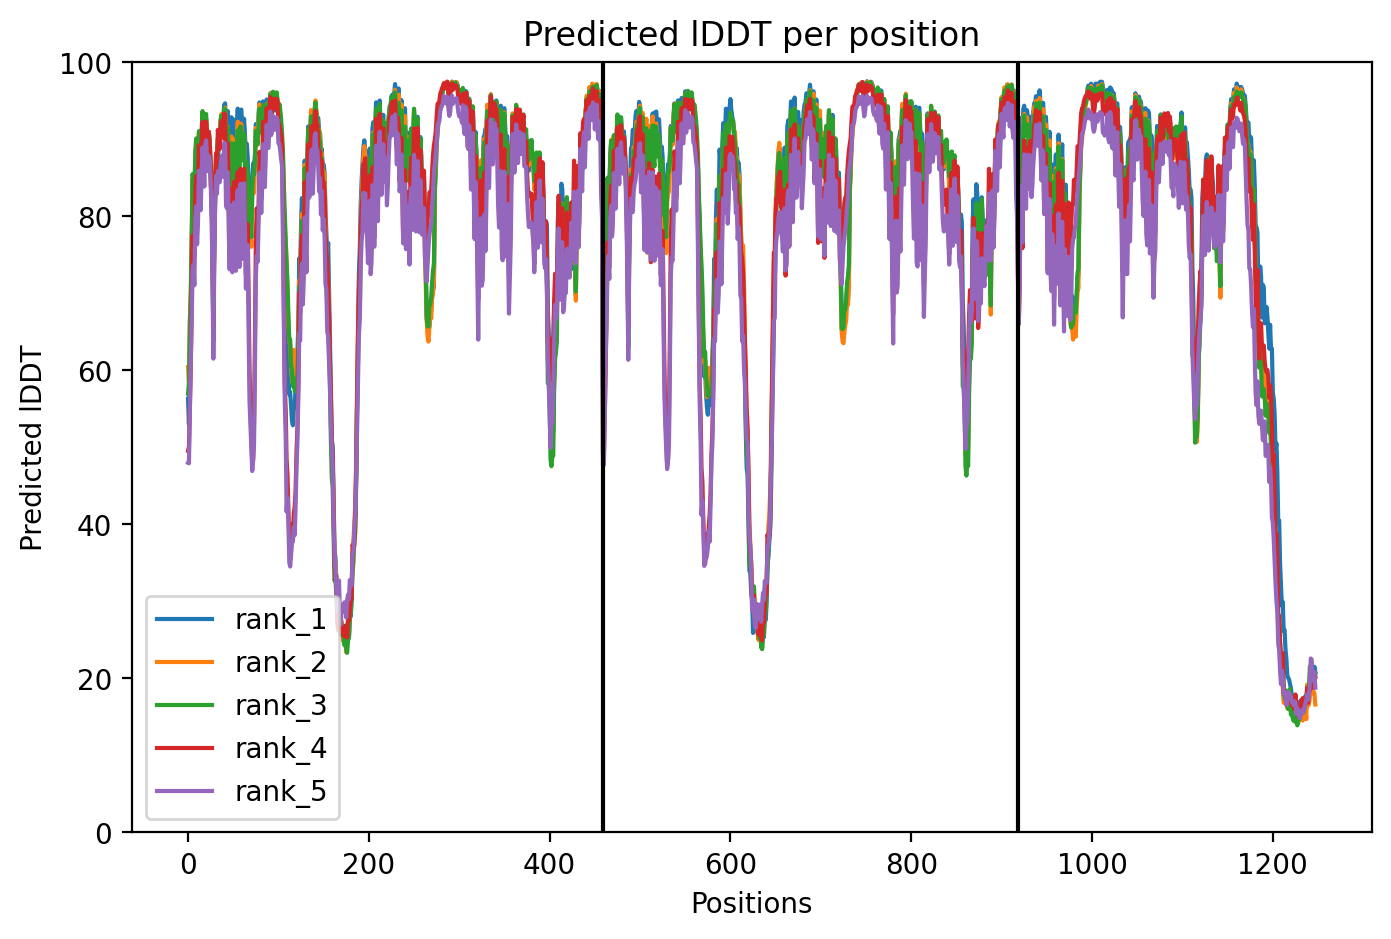 Predicted lDDT per position
100
80
60
40
20
0
Predicted lDDT
rank_1
rank_2
rank_3
rank_4
rank_5
0 200 400 600 800 1000 1200
Positions